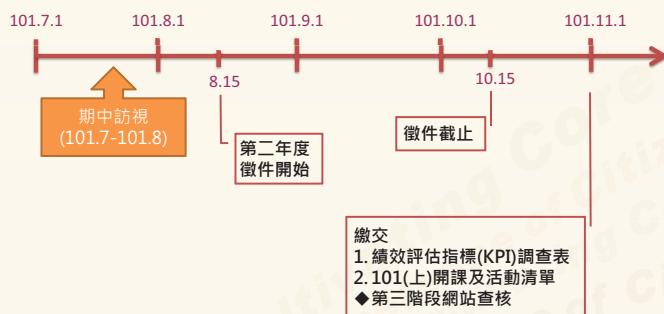 101.7.1 101.8.1 101.9.1 101.10.1 101.11.1
8.15 10.15
期中訪視
(101.7-101.8)
第二年度
徵件開始
徵件截止
繳交
1. 績效評估指標(KPI)調查表
2. 101(上)開課及活動清單
◆第三階段網站查核